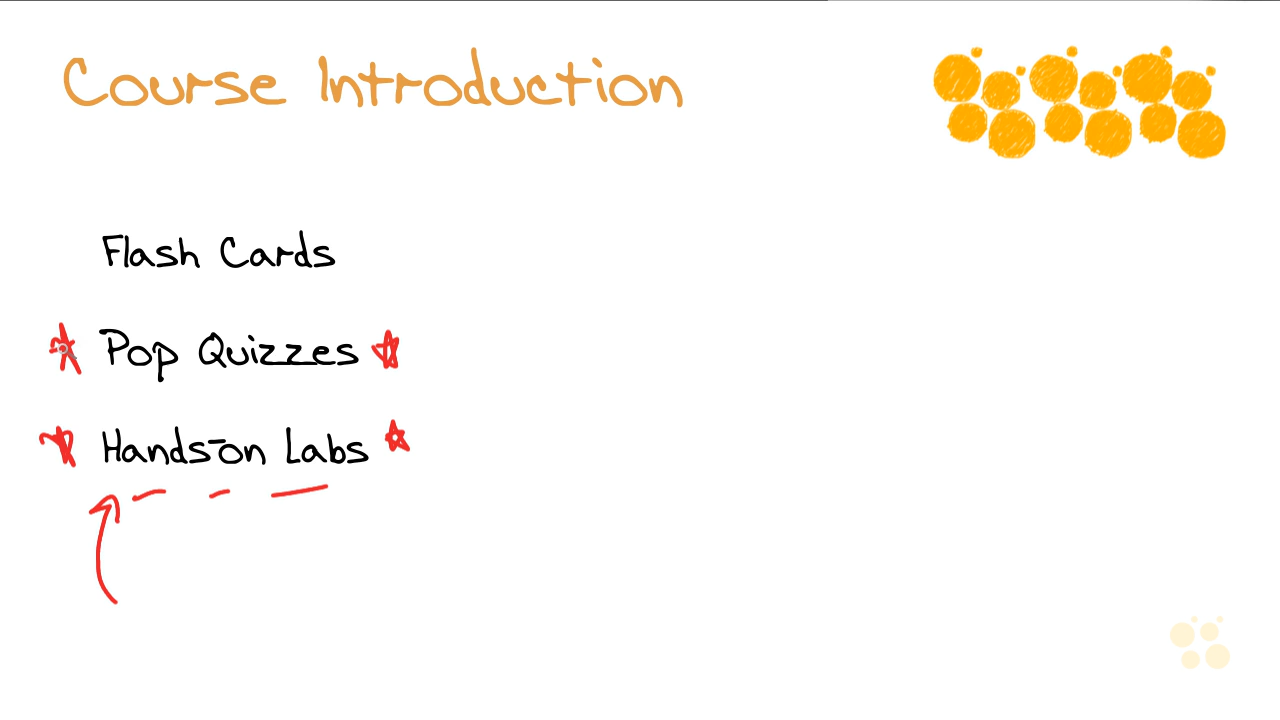 Course Introduction
Flash Cards
Pop Quizzes
Hands-on Labs